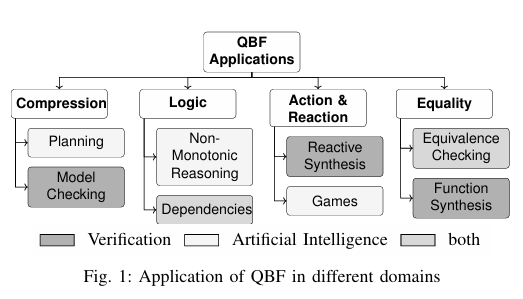 QBF
Applications
Compression
Planning
Model
Checking
Logic
Non-
Monotonic
Reasoning
Dependencies
Action &
Reaction
Reactive
Synthesis
Games
Equality
Equivalence
Checking
Function
Synthesis
Verification
Artificial Intelligence
both
Fig. 1: Application of QBF in different domains